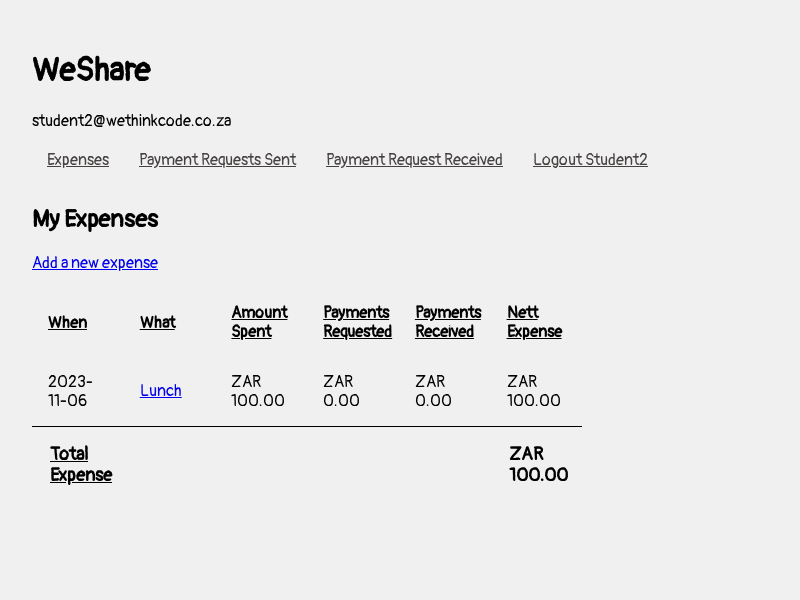 WeShare
student2@wethinkcode.co.za
Expenses Payment Requests Sent Payment Request Received Logout Student2
My Expenses
Add a new expense
When What Amount Spent Payments Requested Payments Received Nett Expense
2023-11-06 Lunch ZAR 100.00 ZAR 0.00 ZAR 0.00 ZAR 100.00
Total Expense ZAR 100.00